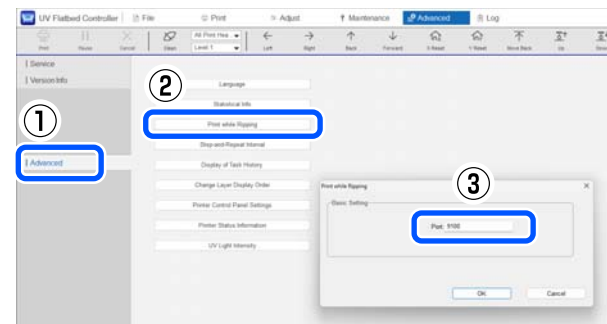 UV Flatbed Controller
File
Print
Adjust
Maintenance
Advanced
Log
Print
Pause
Cancel
Clean
All Print Hea...
Level 1
Left
Right
Back
Forward
X Reset
Y Reset
Move Back
Up
Service
Version Info
Advanced
①
②
Language
Statistical Info
Print while Ripping
Step-and-Repeat Interval
Display of Task History
Change Layer Display Order
Printer Control Panel Settings
Printer Status Information
UV Light Intensity
③
Print while Ripping
Basic Setting
Port: 9100
OK
Cancel